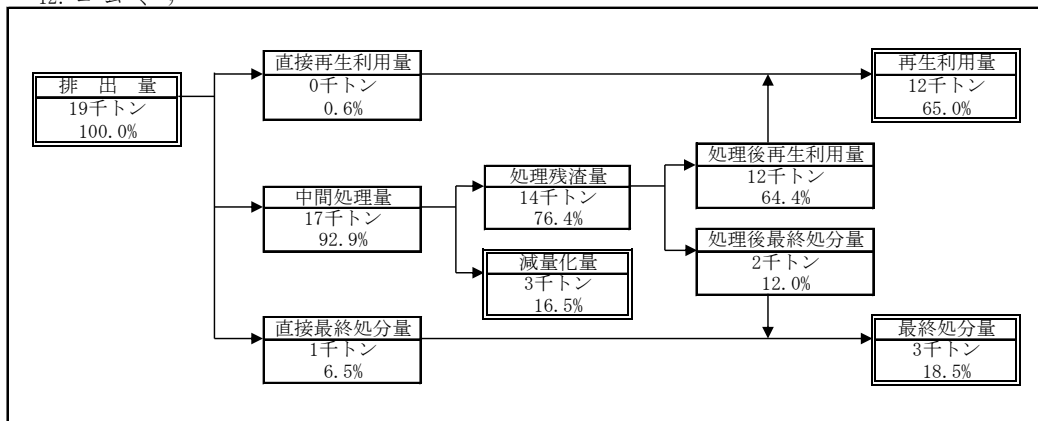 排 出 量
19千トン
100.0%
直接再生利用量
0千トン
0.6%
再生利用量
12千トン
65.0%
中間処理量
17千トン
92.9%
処理残渣量
14千トン
76.4%
処理後再生利用量
12千トン
64.4%
減量化量
3千トン
16.5%
処理後最終処分量
2千トン
12.0%
直接最終処分量
1千トン
6.5%
最終処分量
3千トン
18.5%